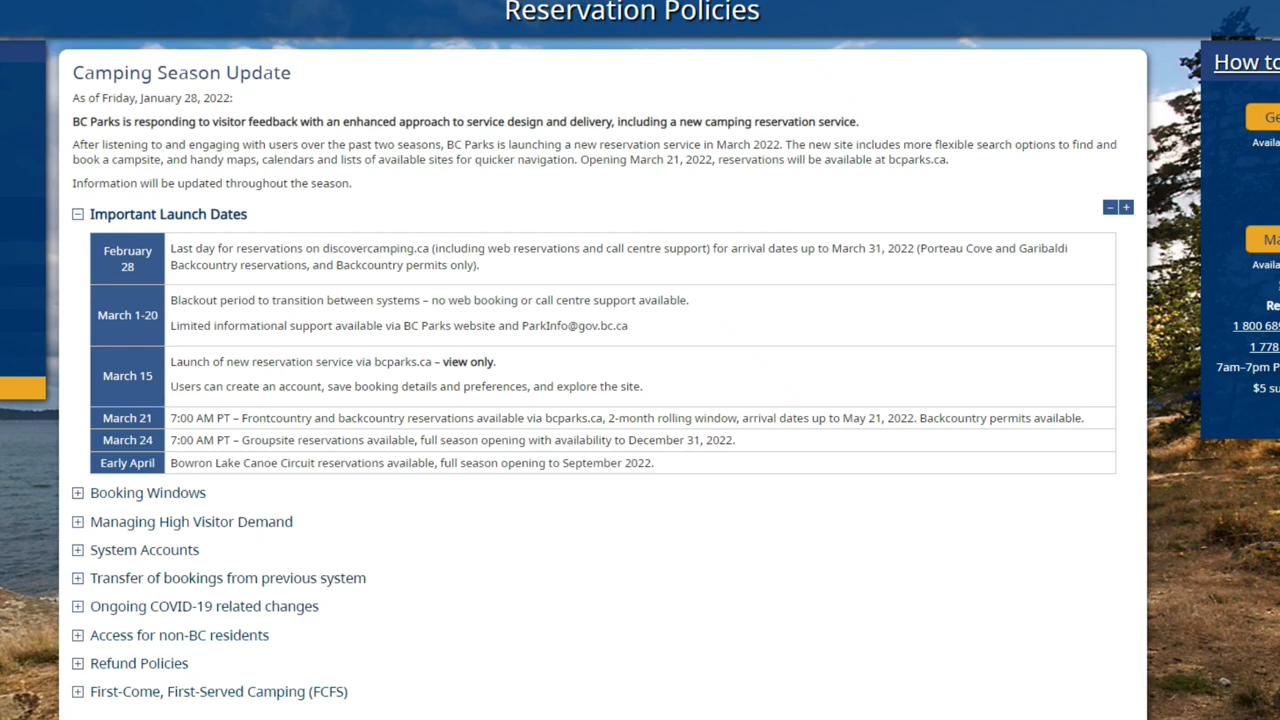 Reservation Policies
Camping Season Update
As of Friday, January 28, 2022:
BC Parks is responding to visitor feedback with an enhanced approach to service design and delivery, including a new camping reservation service.
After listening to and engaging with users over the past two seasons, BC Parks is launching a new reservation service in March 2022. The new site includes more flexible search options to find and
book a campsite, and handy maps, calendars and lists of available sites for quicker navigation. Opening March 21, 2022, reservations will be available at bcparks.ca.
Information will be updated throughout the season.
Important Launch Dates
February
28
Last day for reservations on discovercamping.ca (including web reservations and call centre support) for arrival dates up to March 31, 2022 (Porteau Cove and Garibaldi
Backcountry reservations, and Backcountry permits only).
March 1-20
Blackout period to transition between systems – no web booking or call centre support available.
Limited informational support available via BC Parks website and ParkInfo@gov.bc.ca
March 15
Launch of new reservation service via bcparks.ca – view only.
Users can create an account, save booking details and preferences, and explore the site.
March 21
7:00 AM PT – Frontcountry and backcountry reservations available via bcparks.ca, 2-month rolling window, arrival dates up to May 21, 2022. Backcountry permits available.
March 24
7:00 AM PT – Groupsite reservations available, full season opening with availability to December 31, 2022.
Early April
Bowron Lake Canoe Circuit reservations available, full season opening to September 2022.
Booking Windows
Managing High Visitor Demand
System Accounts
Transfer of bookings from previous system
Ongoing COVID-19 related changes
Access for non-BC residents
Refund Policies
First-Come, First-Served Camping (FCFS)
How to
Ge
Availa
Ma
Availa
Re
1 800 689
1 778
7am–7pm P
$5 su